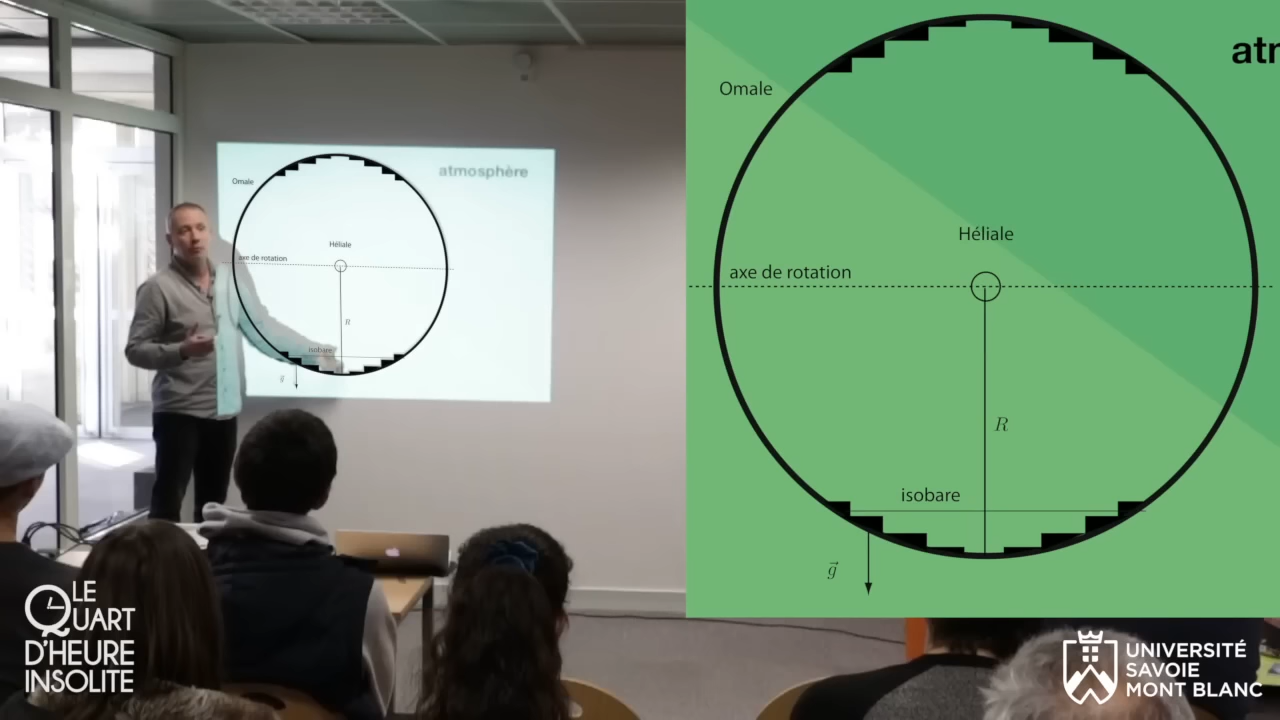 atmosphère
Omale
Héliale
axe de rotation
R
isobare
g
LE
QUART
D'HEURE
INSOLITE
atm
Omale
Héliale
axe de rotation
R
isobare
g
UNIVERSITÉ
SAVOIE
MONT BLANC